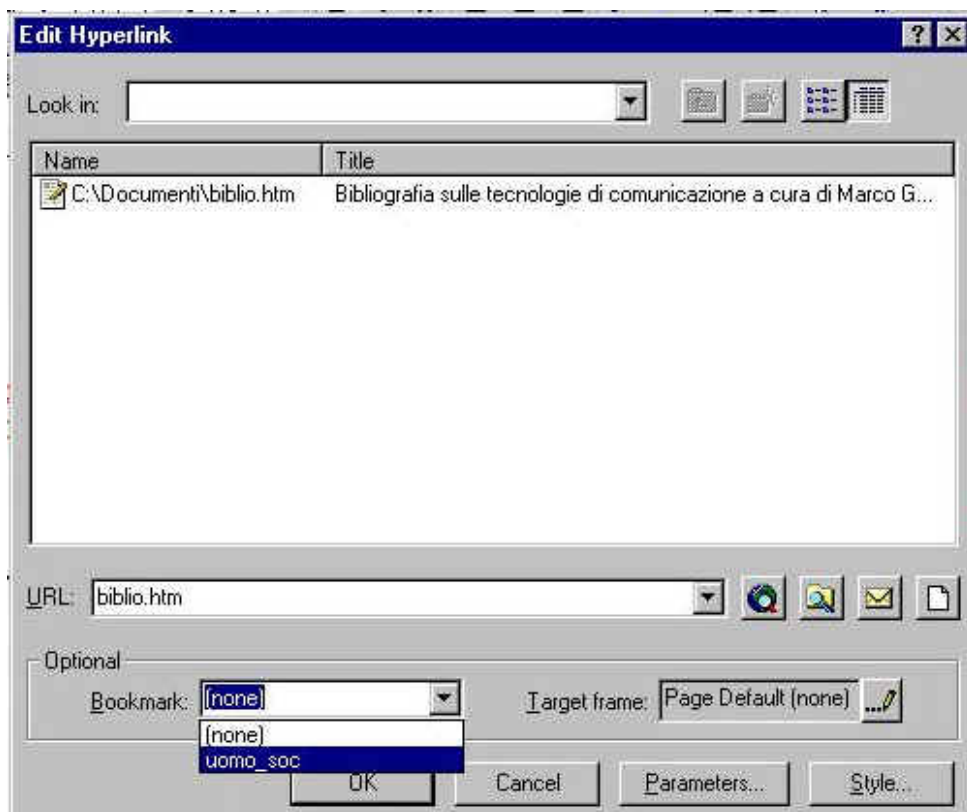 Edit Hyperlink
Look in:
Name Title
C:\Documenti\biblio.htm Bibliografia sulle tecnologie di comunicazione a cura di Marco G...
URL: biblio.htm
Optional
Bookmark: (none) Target frame: Page Default (none)
(none)
uomo_soc
OK Cancel Parameters... Style...